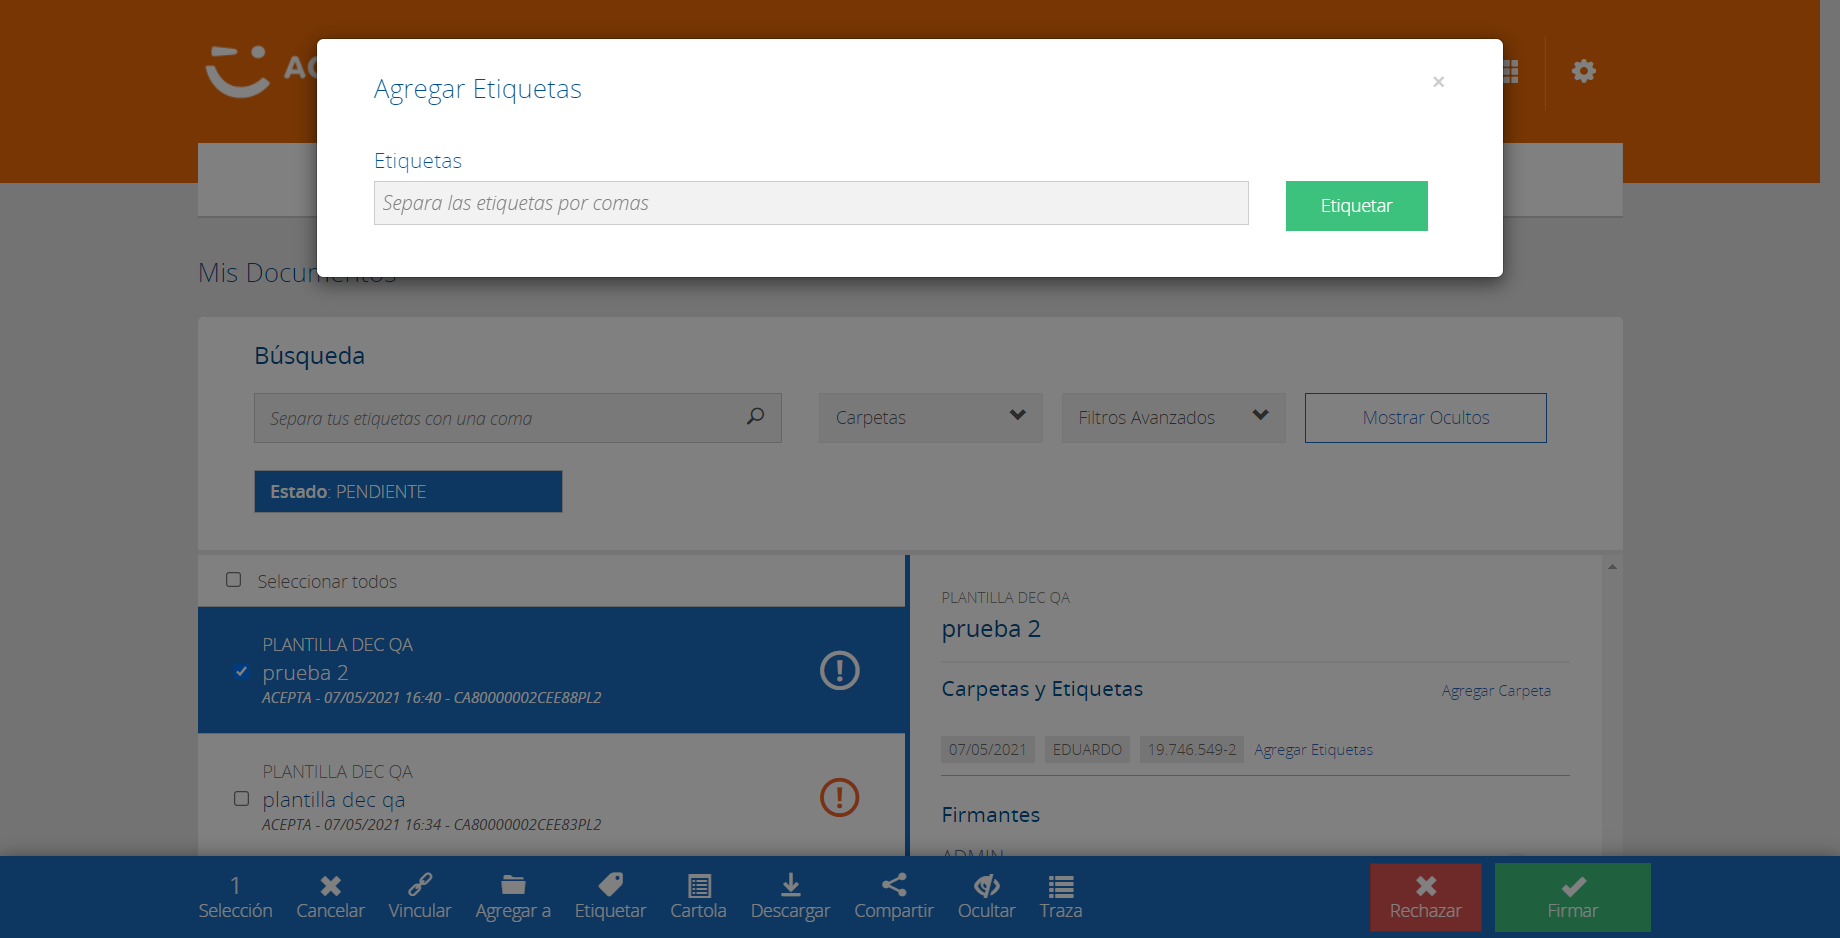 Agregar Etiquetas
×
Etiquetas
Separa las etiquetas por comas
Etiquetar
Mis Documentos
Búsqueda
Separa tus etiquetas con una coma
Carpetas
Filtros Avanzados
Mostrar Ocultos
Estado: PENDIENTE
Seleccionar todos
PLANTILLA DEC QA
prueba 2
ACEPTA - 07/05/2021 16:40 - CA80000002CEE88PL2
PLANTILLA DEC QA
plantilla dec qa
ACEPTA - 07/05/2021 16:34 - CA80000002CEE83PL2
PLANTILLA DEC QA
prueba 2
Carpetas y Etiquetas
Agregar Carpeta
07/05/2021 EDUARDO 19.746.549-2 Agregar Etiquetas
Firmantes
ADMIN
1
Selección
Cancelar
Vincular
Agregar a
Etiquetar
Cartola
Descargar
Compartir
Ocultar
Traza
Rechazar
Firmar